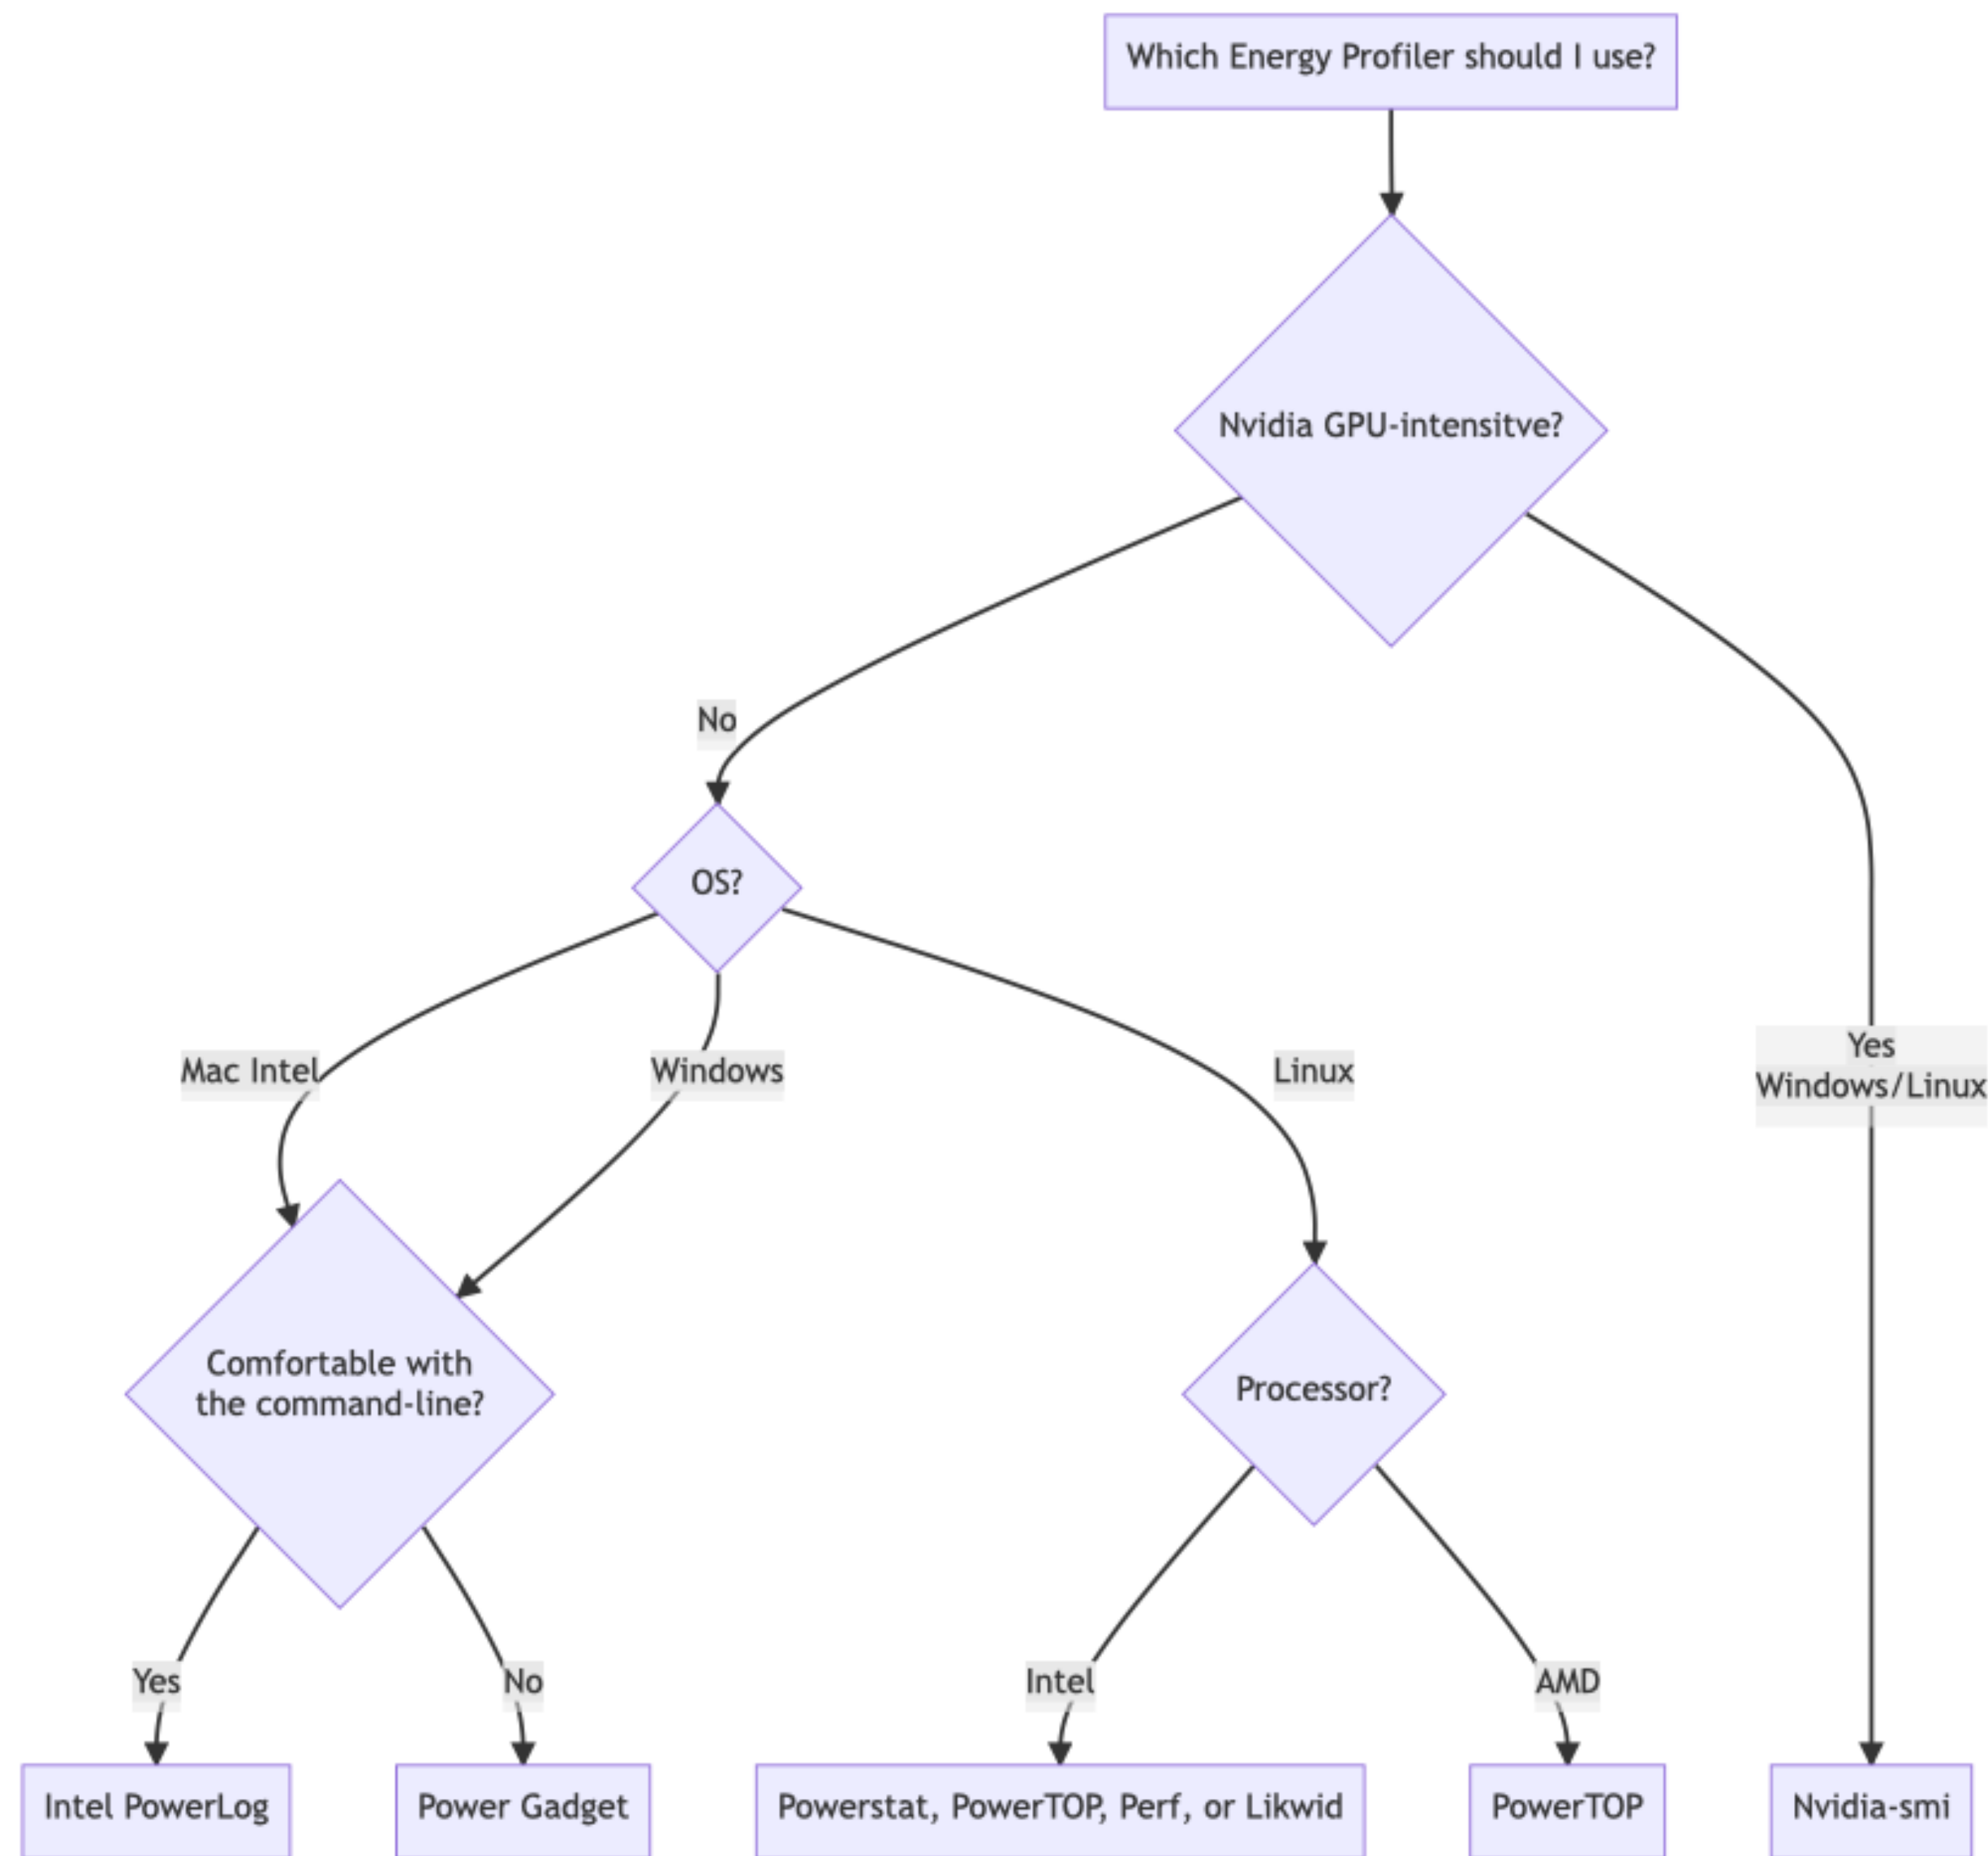 Which Energy Profiler should I use?
Nvidia GPU-intensitve?
No
OS?
Mac Intel
Windows
Linux
Yes
Windows/Linux
Comfortable with
the command-line?
Processor?
Yes
No
Intel
AMD
Intel PowerLog
Power Gadget
Powerstat, PowerTOP, Perf, or Likwid
PowerTOP
Nvidia-smi